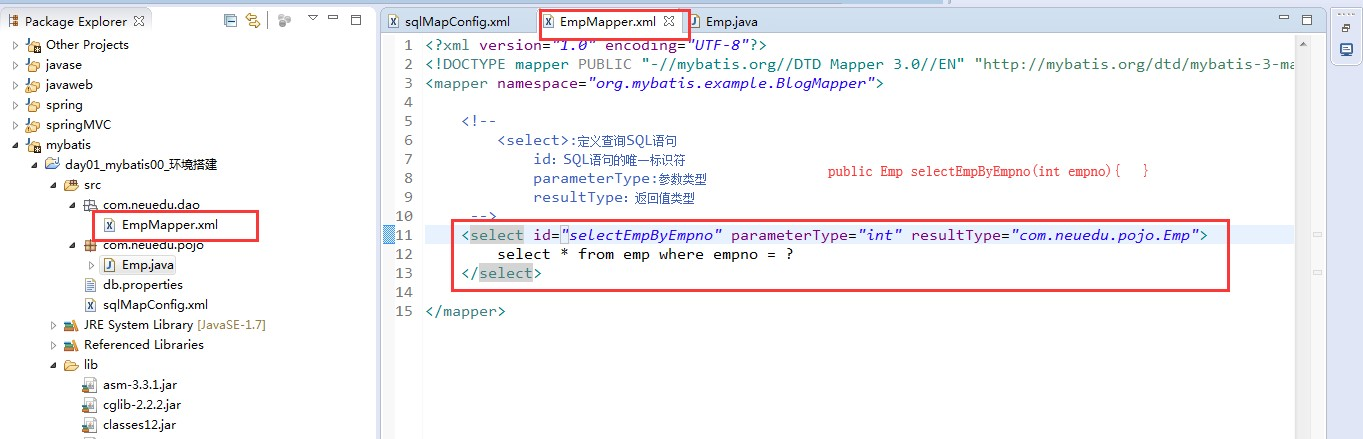 Package Explorer
Other Projects
javase
javaweb
spring
springMVC
mybatis
day01_mybatis00_环境搭建
src
com.neuedu.dao
EmpMapper.xml
com.neuedu.pojo
Emp.java
db.properties
sqlMapConfig.xml
JRE System Library [JavaSE-1.7]
Referenced Libraries
lib
asm-3.3.1.jar
cglib-2.2.2.jar
classes12.jar
sqlMapConfig.xml EmpMapper.xml Emp.java
1 <?xml version="1.0" encoding="UTF-8"?>
2 <!DOCTYPE mapper PUBLIC "-//mybatis.org//DTD Mapper 3.0//EN" "http://mybatis.org/dtd/mybatis-3-ma
3 <mapper namespace="org.mybatis.example.BlogMapper">
4
5 <!--
6 <select>:定义查询SQL语句
7 id：SQL语句的唯一标识符
8 parameterType:参数类型
9 resultType：返回值类型
10 -->
11 <select id="selectEmpByEmpno" parameterType="int" resultType="com.neuedu.pojo.Emp">
12 select * from emp where empno = ?
13 </select>
14
15 </mapper>
public Emp selectEmpByEmpno(int empno){ }